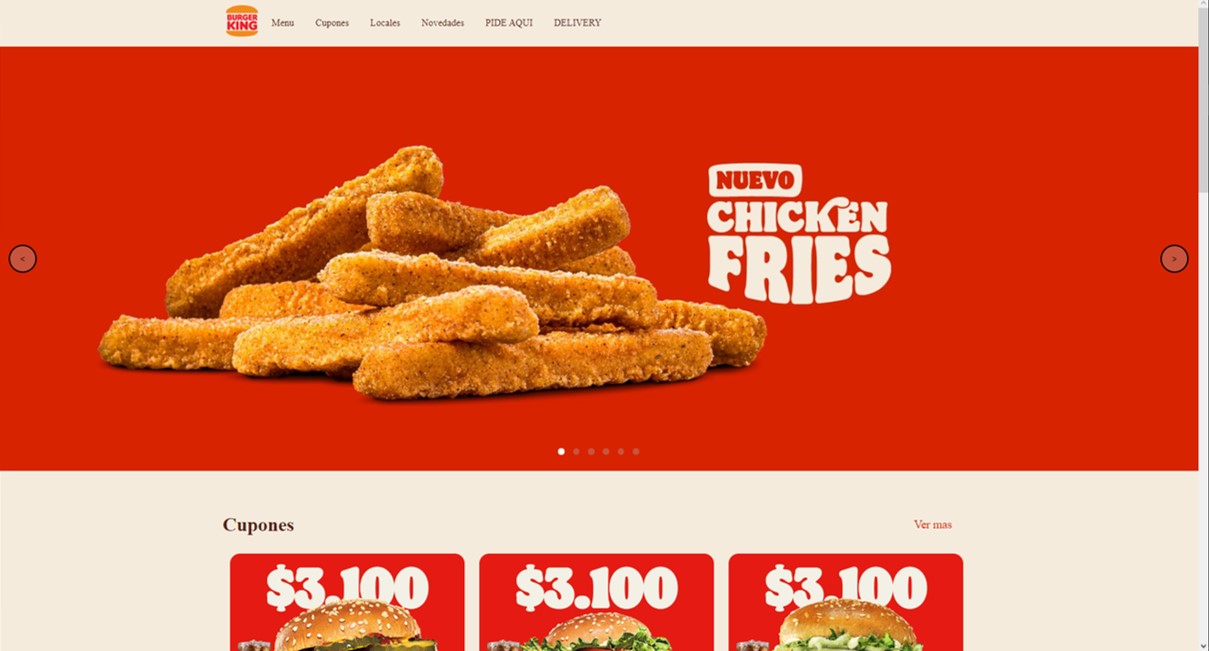 BURGER
KING
Menu Cupones Locales Novedades PIDE AQUI DELIVERY
NUEVO
CHICKEN
FRIES
< >
Cupones Ver mas
$3.100 $3.100 $3.100